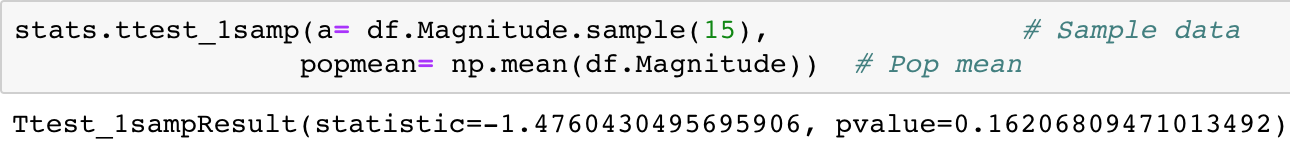 stats.ttest_1samp(a= df.Magnitude.sample(15),                # Sample data
                  popmean= np.mean(df.Magnitude))  # Pop mean
Ttest_1sampResult(statistic=-1.4760430495695906, pvalue=0.16206809471013492)